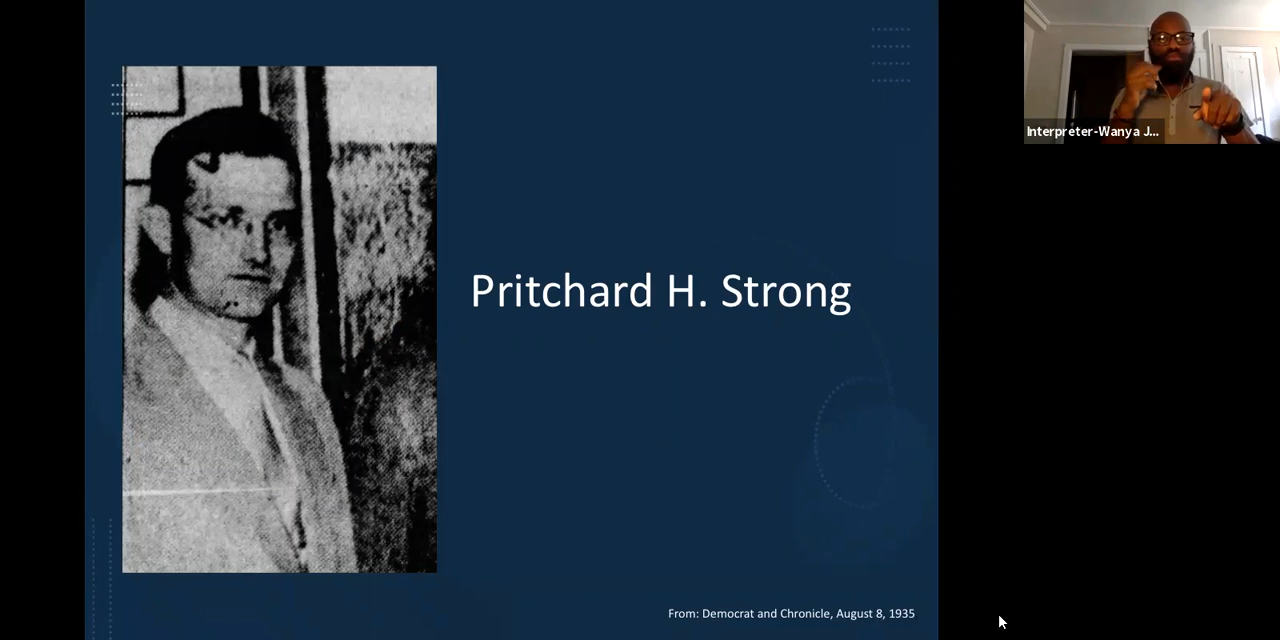 Pritchard H. Strong
Interpreter-Wanya J...
From: Democrat and Chronicle, August 8, 1935